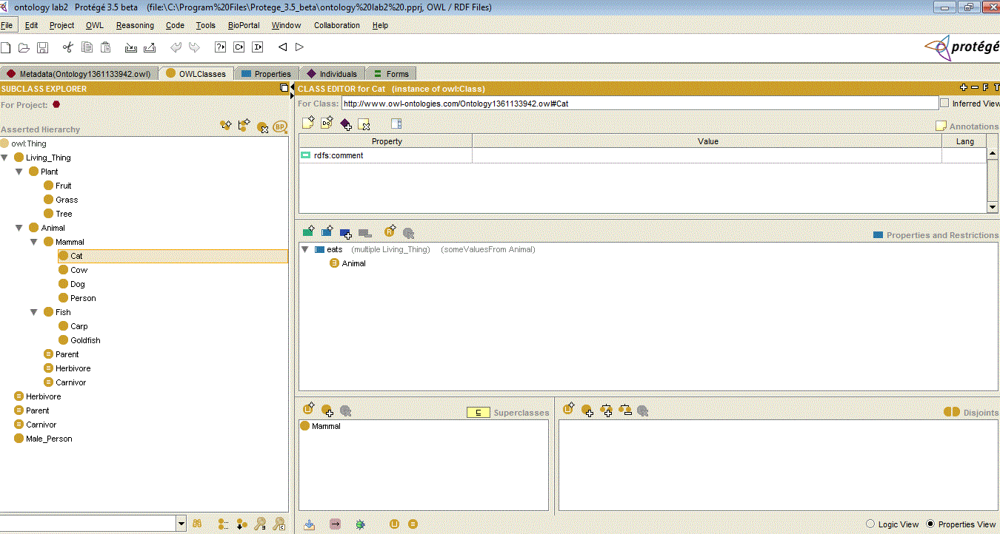 ontology lab2   Protégé 3.5 beta    (file:\C:\Program%20Files\Protege_3.5_beta\ontology%20lab2%20.pprj, OWL / RDF Files)
File Edit Project OWL Reasoning Code Tools BioPortal Window Collaboration Help
protégé
Metadata(Ontology1361133942.owl) OWLClasses Properties Individuals Forms
SUBCLASS EXPLORER
For Project:
Asserted Hierarchy
BP
owl:Thing
Living_Thing
Plant
Fruit
Grass
Tree
Animal
Mammal
Cat
Cow
Dog
Person
Fish
Carp
Goldfish
Parent
Herbivore
Carnivor
Herbivore
Parent
Carnivor
Male_Person
CLASS EDITOR for Cat   (instance of owl:Class)
F T
For Class: http://www.owl-ontologies.com/Ontology1361133942.owl#Cat Inferred View
Annotations
Property Value Lang
rdfs:comment
Properties and Restrictions
eats    (multiple Living_Thing)    (someValuesFrom Animal)
Animal
Superclasses
Mammal
Disjoints
Logic View Properties View